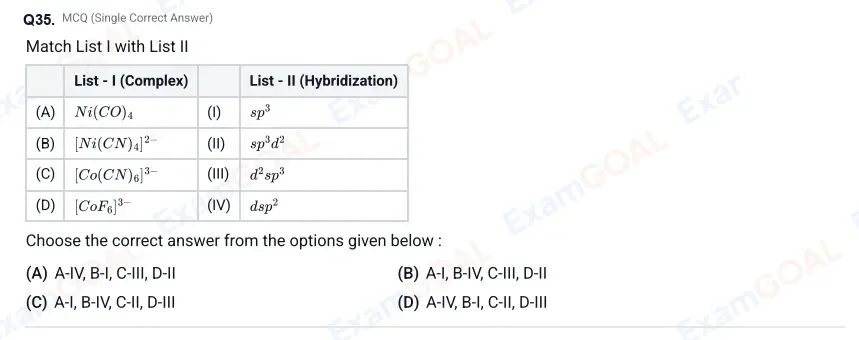 Q35. MCQ (Single Correct Answer)
Match List I with List II
List - I (Complex) List - II (Hybridization)
(A) Ni(CO)₄ (I) sp³
(B) [Ni(CN)₄]²⁻ (II) sp³d²
(C) [Co(CN)₆]³⁻ (III) d²sp³
(D) [CoF₆]³⁻ (IV) dsp²
Choose the correct answer from the options given below :
(A) A-IV, B-I, C-III, D-II (B) A-I, B-IV, C-III, D-II
(C) A-I, B-IV, C-II, D-III (D) A-IV, B-I, C-II, D-III
ExamGOAL